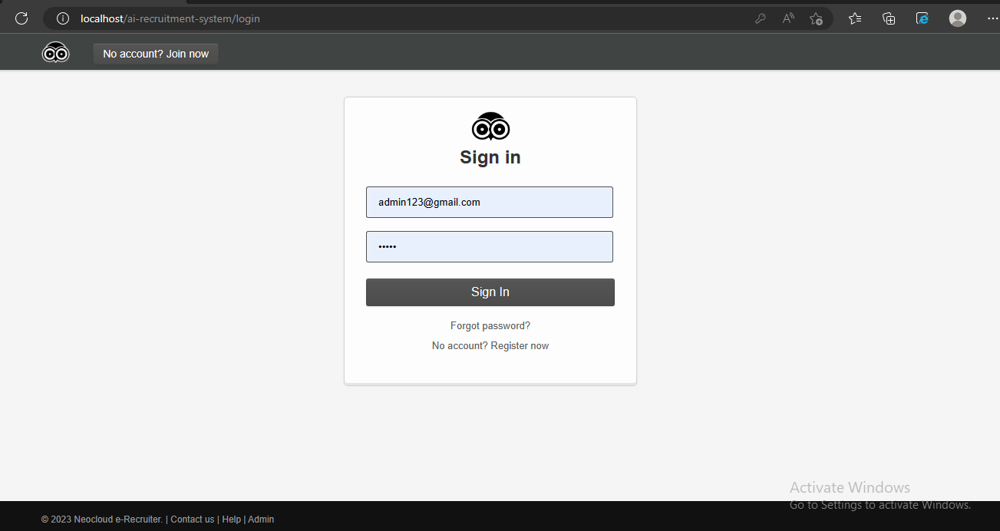 localhost/ai-recruitment-system/login
No account? Join now
Sign in
admin123@gmail.com
•••••
Sign In
Forgot password?
No account? Register now
Activate Windows
Go to Settings to activate Windows.
© 2023 Neocloud e-Recruiter. | Contact us | Help | Admin